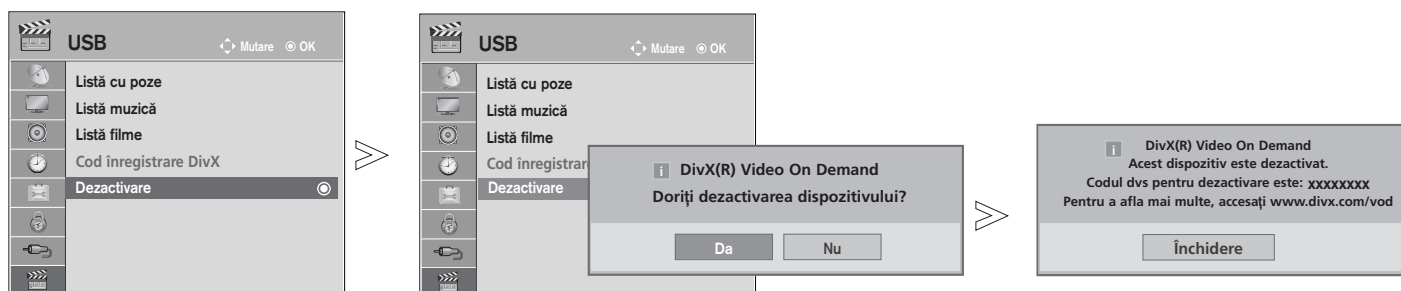 USB
Mutare OK
Listă cu poze
Listă muzică
Listă filme
Cod înregistrare DivX
Dezactivare
USB
Mutare OK
Listă cu poze
Listă muzică
Listă filme
Cod înregistrar
Dezactivare
i DivX(R) Video On Demand
Doriţi dezactivarea dispozitivului?
Da Nu
i DivX(R) Video On Demand
Acest dispozitiv este dezactivat.
Codul dvs pentru dezactivare este: xxxxxxxx
Pentru a afla mai multe, accesaţi www.divx.com/vod
Închidere